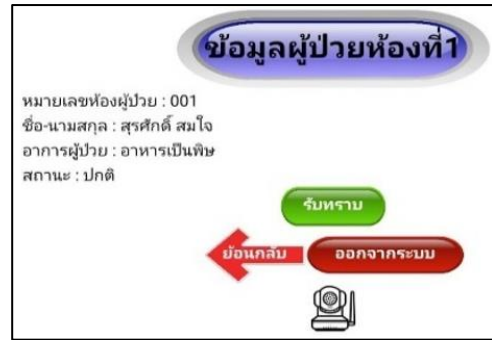 ข้อมูลผู้ป่วยห้องที่1
หมายเลขห้องผู้ป่วย : 001
ชื่อ-นามสกุล : สุรศักดิ์ สมใจ
อาการผู้ป่วย : อาหารเป็นพิษ
สถานะ : ปกติ
รับทราบ
ย้อนกลับ
ออกจากระบบ